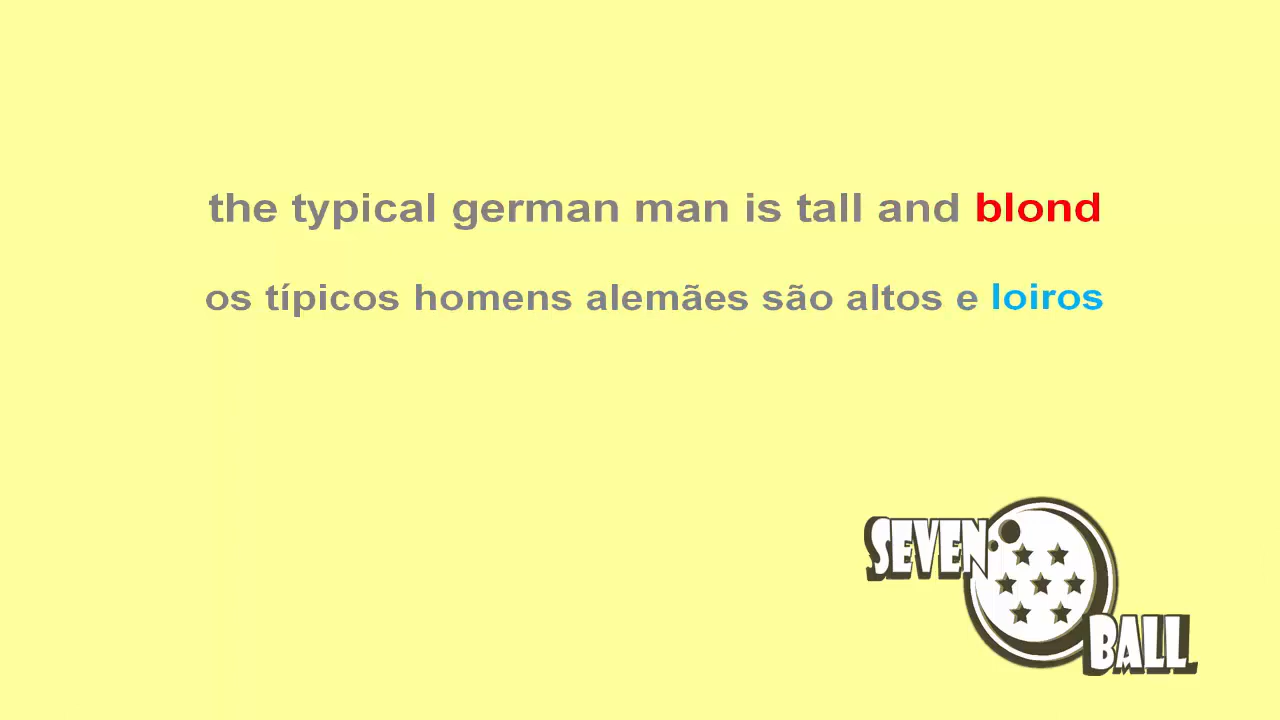 the typical german man is tall and blond
os típicos homens alemães são altos e loiros
SEVEN
BALL